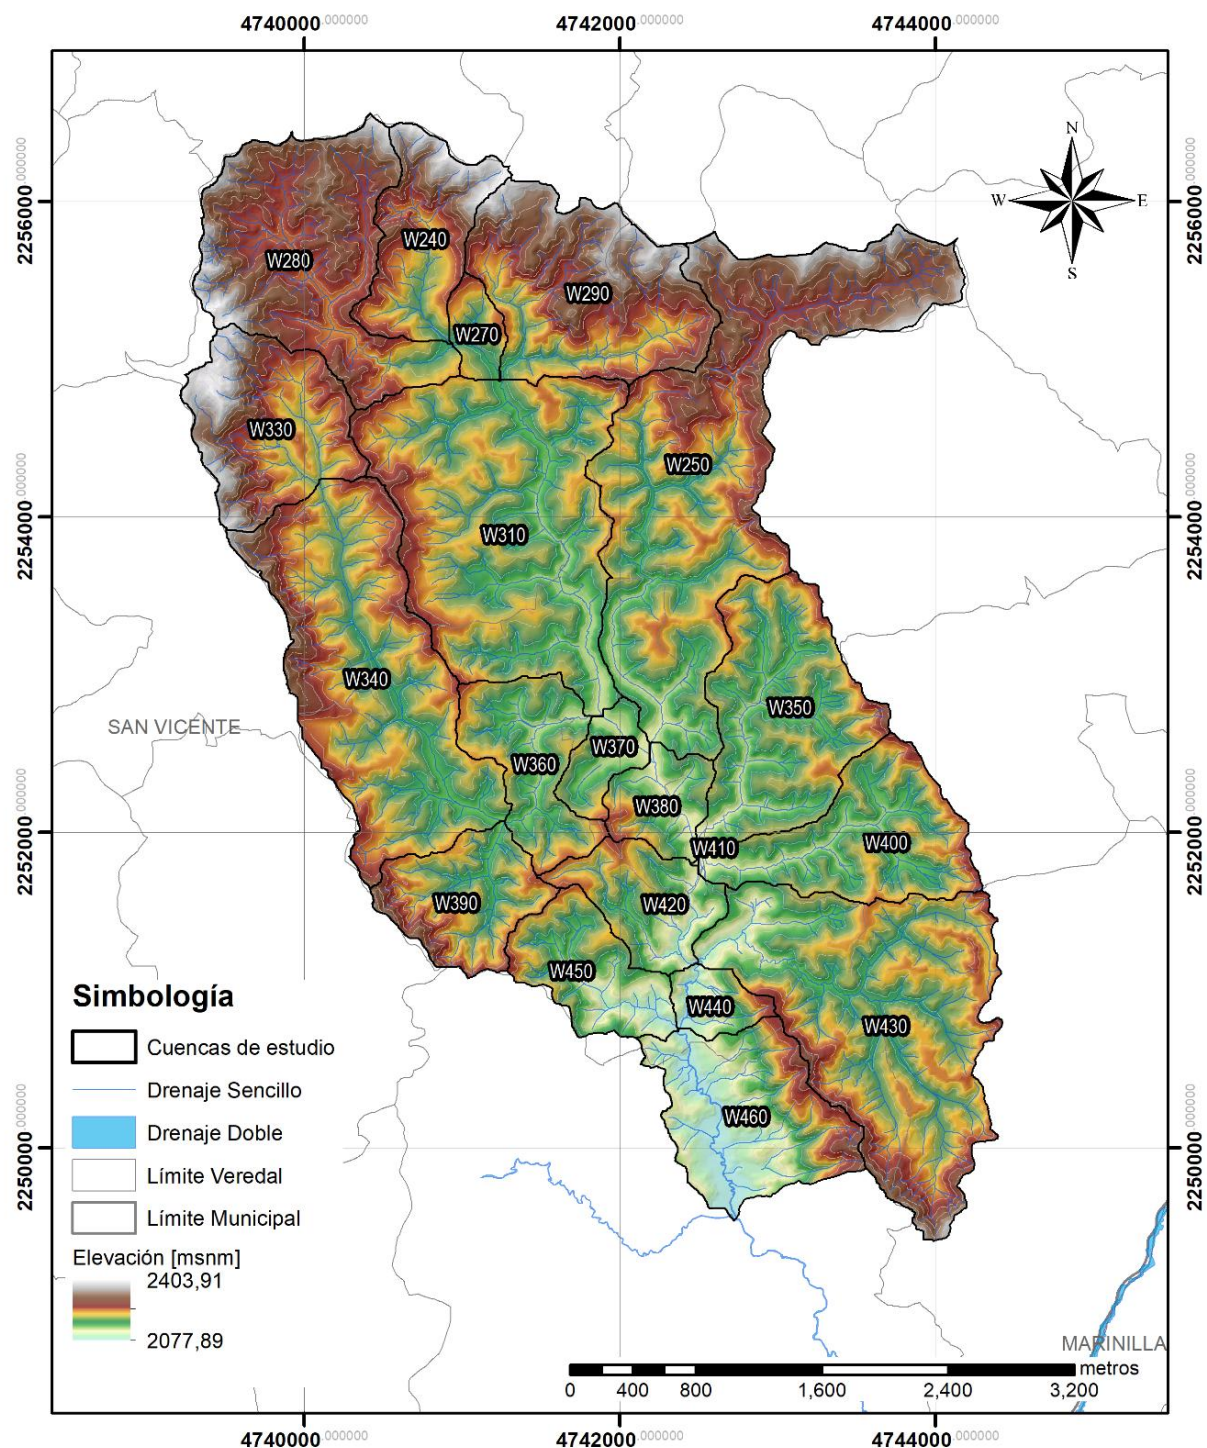 4740000.000000 4742000.000000 4744000.000000
N
W E
S
2256000.000000 2256000.000000
W240
W280
W290
W270
W330
W250
2254000.000000 2254000.000000
W310
W340
W350
SAN VICENTE
W370
W360
W380
2252000.000000 2252000.000000
W410
W400
W390
W420
W450
W440
W430
W460
2250000.000000 2250000.000000
Simbología
Cuencas de estudio
Drenaje Sencillo
Drenaje Doble
Límite Veredal
Límite Municipal
Elevación [msnm]
2403,91
2077,89
MARINILLA
metros
0 400 800 1,600 2,400 3,200
4740000.000000 4742000.000000 4744000.000000